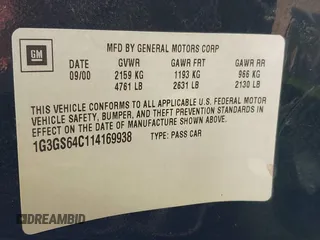 GM
MFD BY GENERAL MOTORS CORP
DATE GVWR GAWR FRT GAWR RR
09/00 2159 KG 1193 KG 966 KG
4761 LB 2631 LB 2130 LB
THIS VEHICLE CONFORMS TO ALL APPLICABLE U.S. FEDERAL MOTOR
VEHICLE SAFETY, BUMPER, AND THEFT PREVENTION STANDARDS IN
EFFECT ON THE DATE OF MANUFACTURE SHOWN ABOVE.
1G3GS64C114169938 TYPE: PASS CAR
DREAMBID